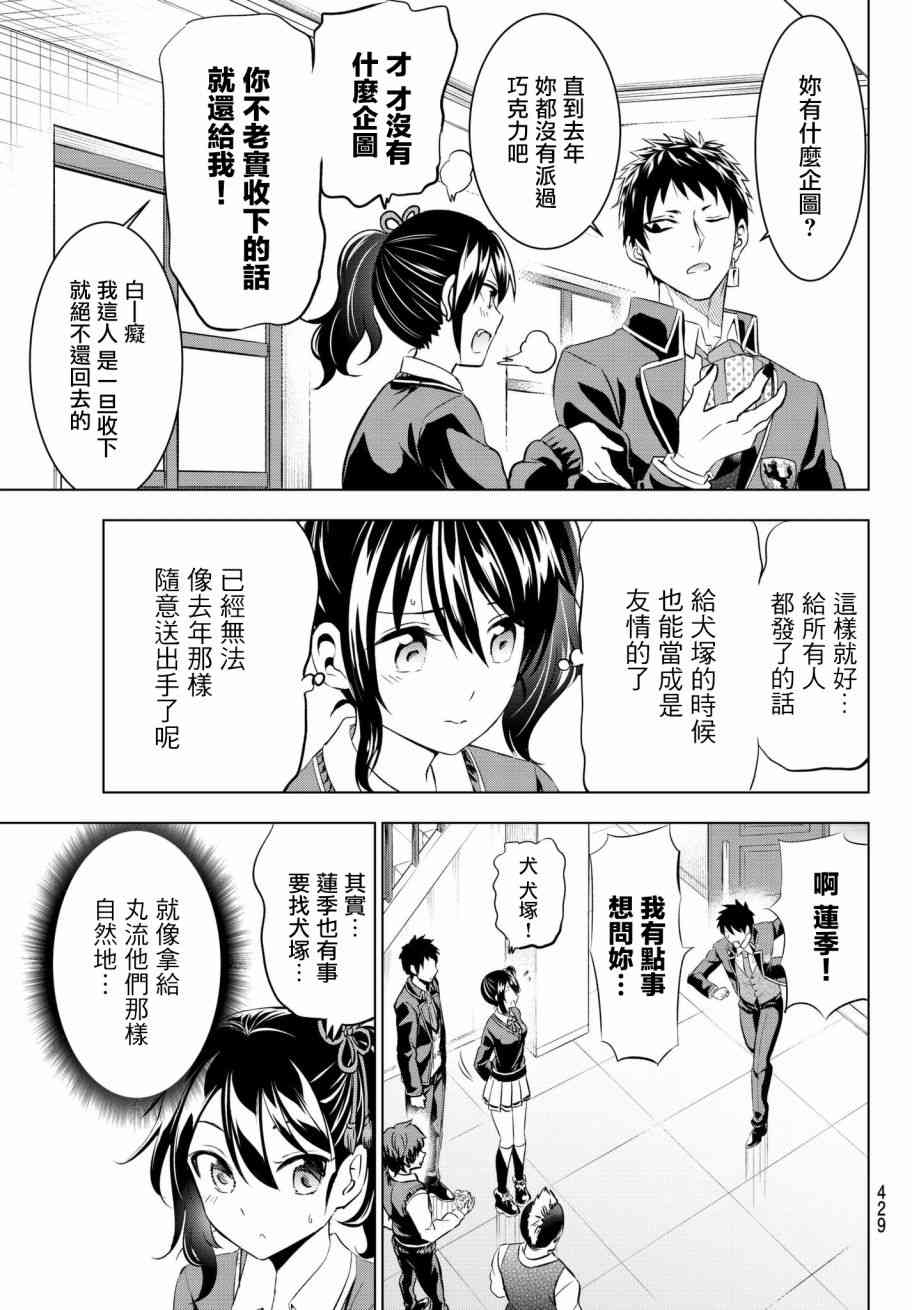 妳有什麼企圖？
直到去年
妳都沒有派過
巧克力吧
才 才沒有
什麼企圖
你不老實收下的話
就還給我！
白—癡
我這人是一旦收下
就絕不還回去的
這樣就好…
給所有人
都發了的話
給犬塚的時候
也能當成是
友情的了
已經無法
像去年那樣
隨意送出手了呢
啊 蓮季！
我有點事
想問妳…
犬 犬塚！
其實…
蓮季也有事
要找犬塚…
就像拿給
丸流他們那樣
自然地…
429